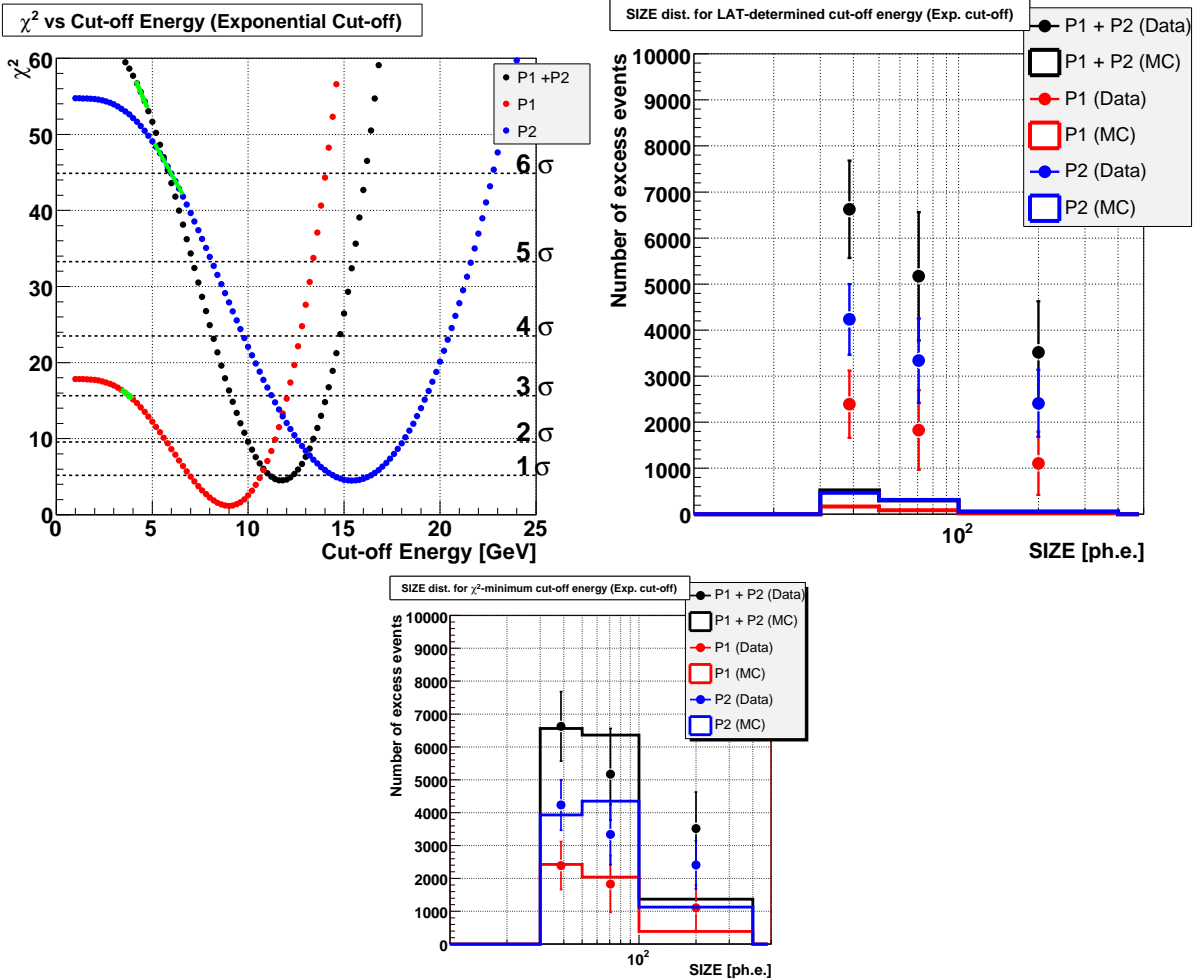 χ² vs Cut-off Energy (Exponential Cut-off)
χ²
60
50
40
30
20
10
0
0 5 10 15 20 25
Cut-off Energy [GeV]
P1 +P2
P1
P2
6 σ
5 σ
4 σ
3 σ
2 σ
1 σ
SIZE dist. for LAT-determined cut-off energy (Exp. cut-off)
Number of excess events
10000
9000
8000
7000
6000
5000
4000
3000
2000
1000
0
10²
SIZE [ph.e.]
P1 + P2 (Data)
P1 + P2 (MC)
P1 (Data)
P1 (MC)
P2 (Data)
P2 (MC)
SIZE dist. for χ²-minimum cut-off energy (Exp. cut-off)
Number of excess events
10000
9000
8000
7000
6000
5000
4000
3000
2000
1000
0
10²
SIZE [ph.e.]
P1 + P2 (Data)
P1 + P2 (MC)
P1 (Data)
P1 (MC)
P2 (Data)
P2 (MC)